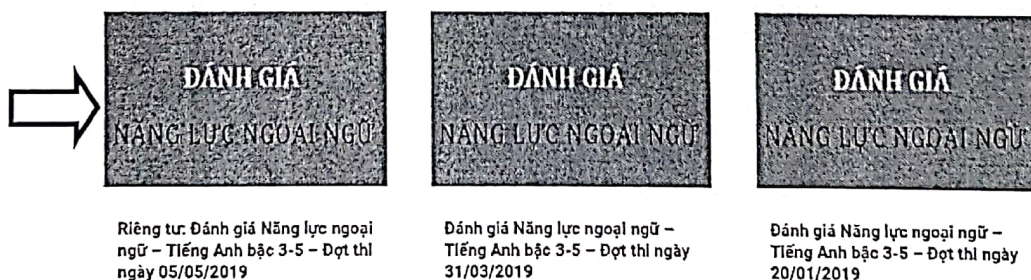 ĐÁNH GIÁ
NĂNG LỰC NGOẠI NGỮ
Riêng tư: Đánh giá Năng lực ngoại
ngữ – Tiếng Anh bậc 3-5 – Đợt thi
ngày 05/05/2019
ĐÁNH GIÁ
NĂNG LỰC NGOẠI NGỮ
Đánh giá Năng lực ngoại ngữ –
Tiếng Anh bậc 3-5 – Đợt thi ngày
31/03/2019
ĐÁNH GIÁ
NĂNG LỰC NGOẠI NGỮ
Đánh giá Năng lực ngoại ngữ –
Tiếng Anh bậc 3-5 – Đợt thi ngày
20/01/2019